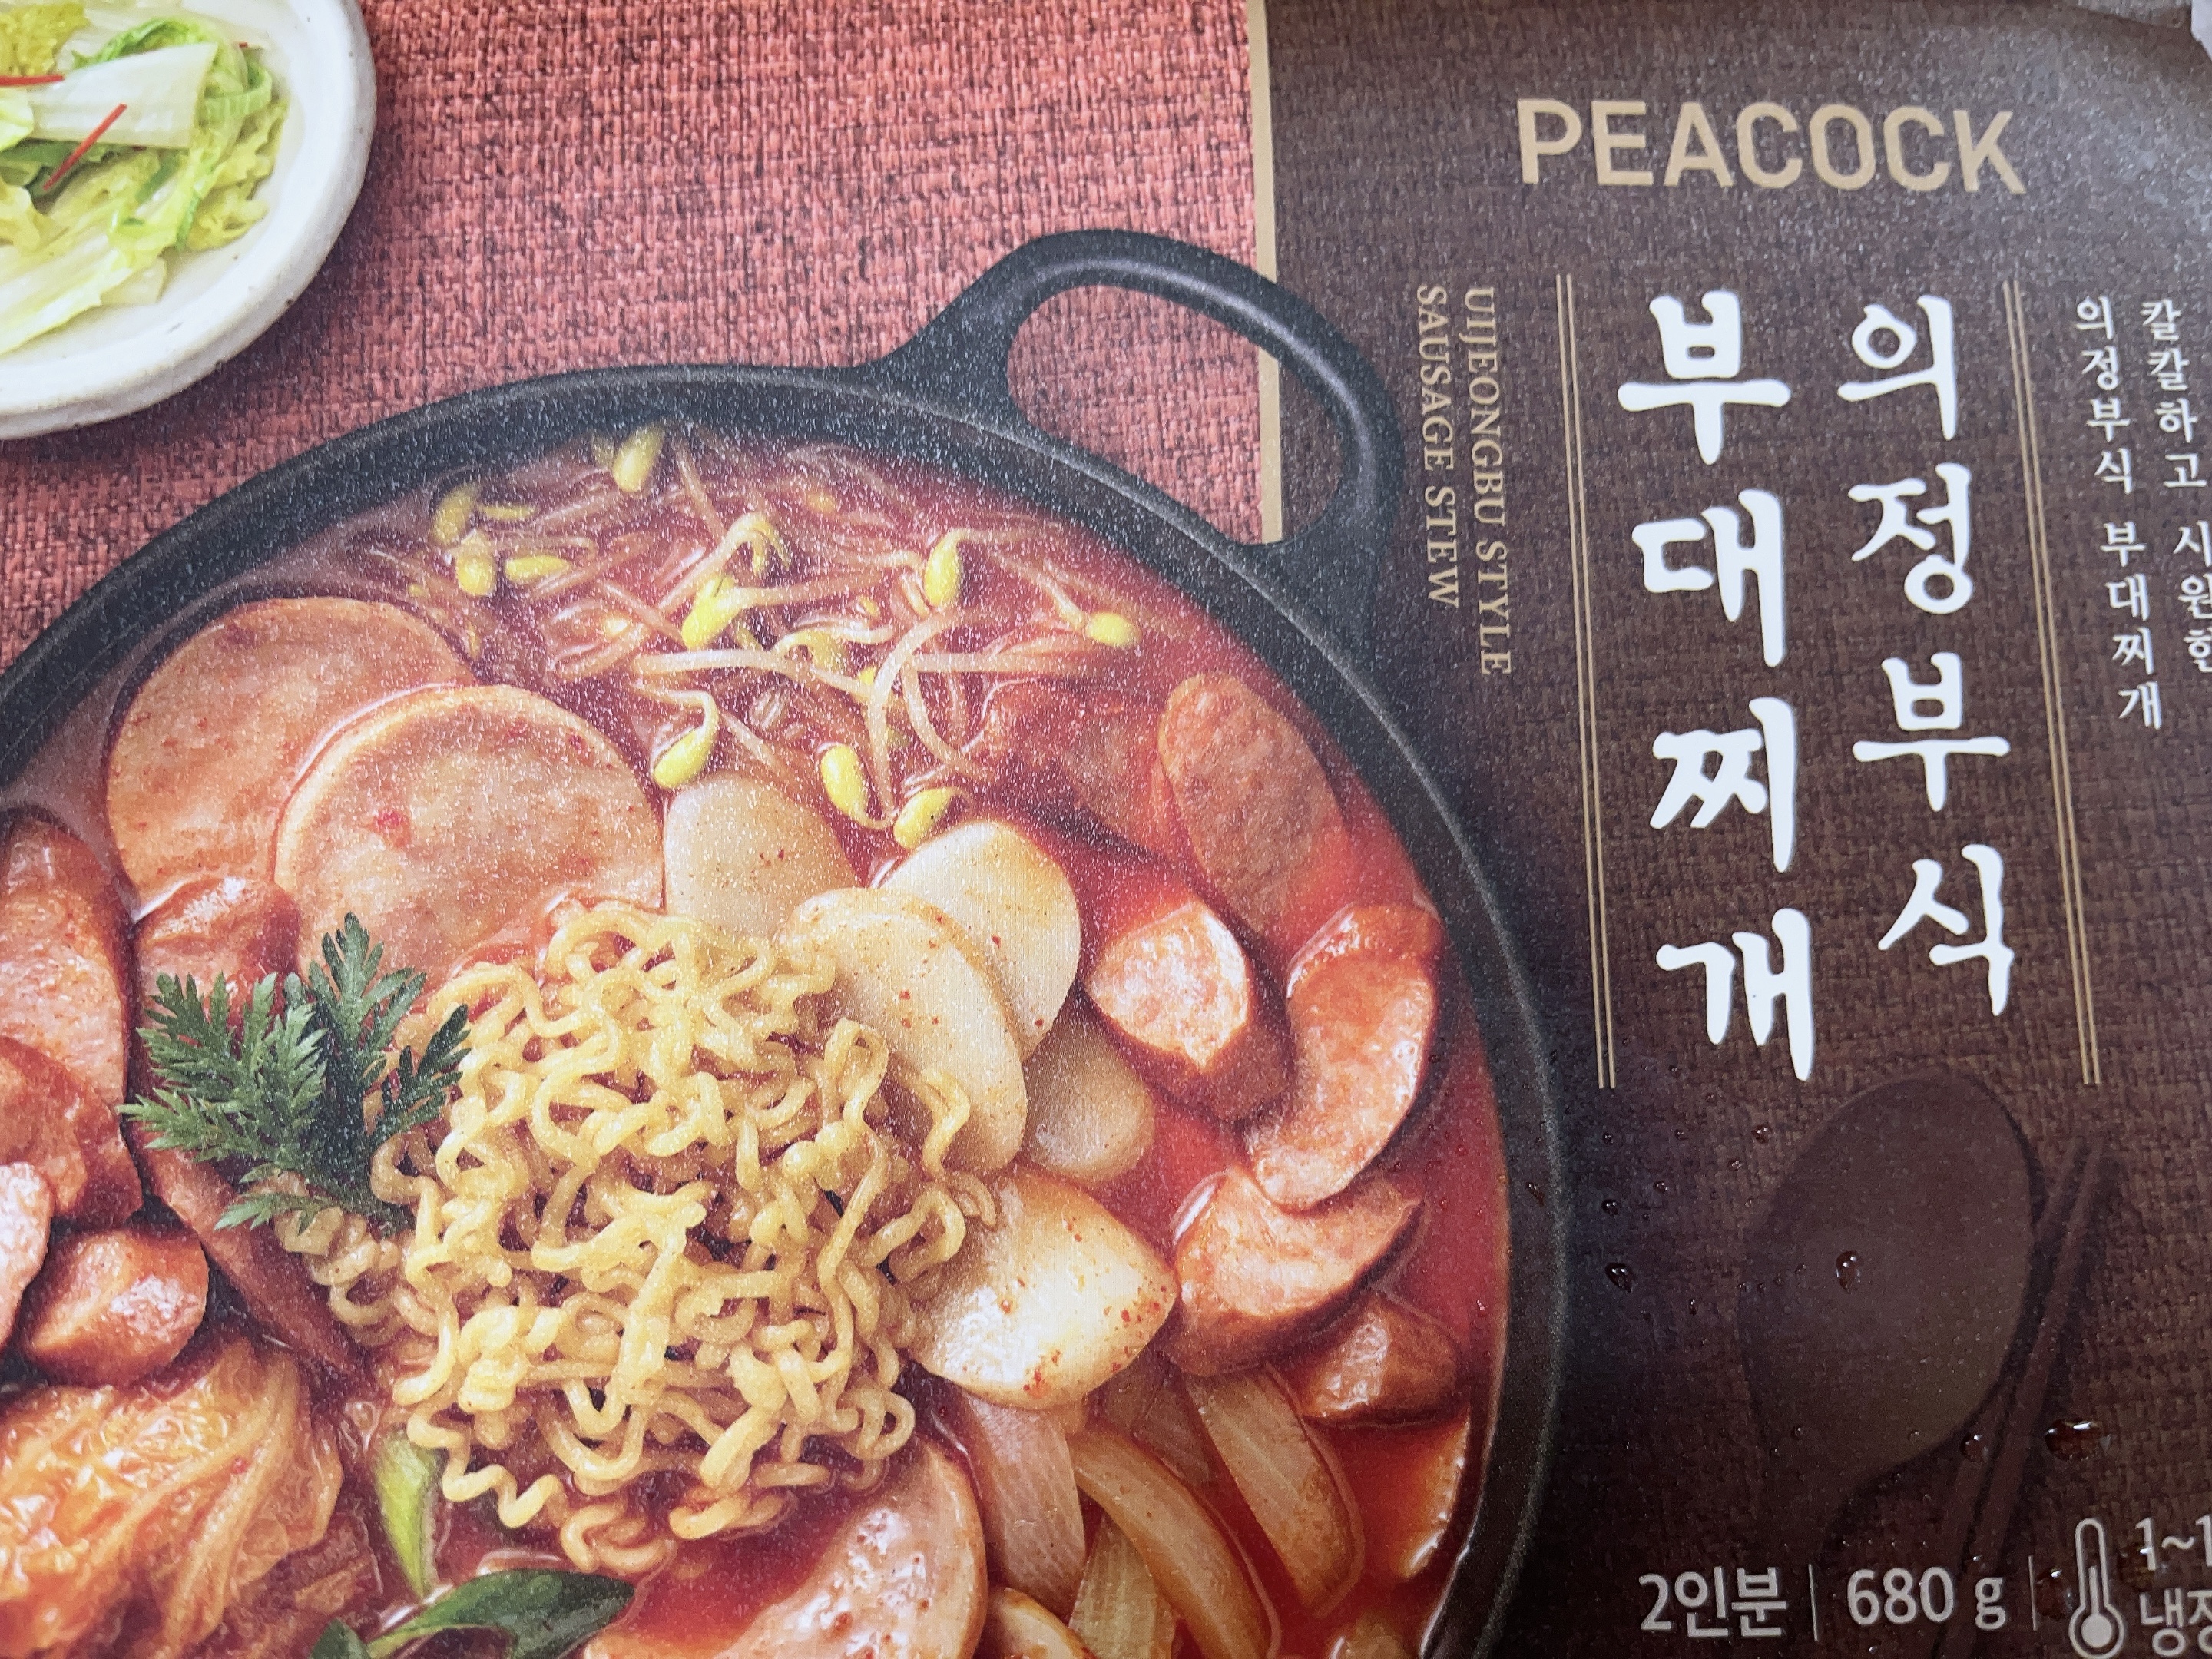 PEACOCK
칼칼하고 시원한
의정부식 부대찌개
의정부식
부대찌개
UIJEONGBU STYLE
SAUSAGE STEW
2인분 | 680 g |